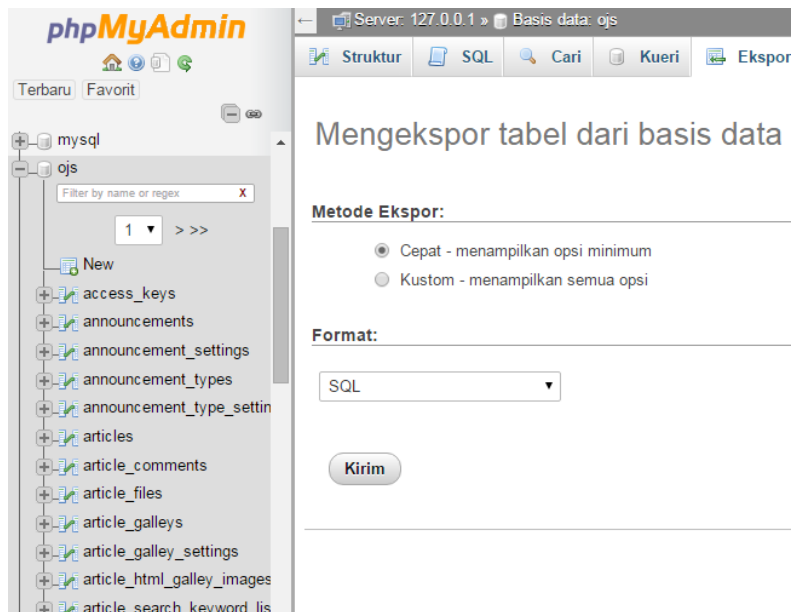 phpMyAdmin
Terbaru Favorit
mysql
ojs
Filter by name or regex X
1 > >>
New
access_keys
announcements
announcement_settings
announcement_types
announcement_type_settin
articles
article_comments
article_files
article_galleys
article_galley_settings
article_html_galley_images
article_search_keyword_lis
Server: 127.0.0.1 » Basis data: ojs
Struktur SQL Cari Kueri Ekspor
Mengekspor tabel dari basis data
Metode Ekspor:
Cepat - menampilkan opsi minimum
Kustom - menampilkan semua opsi
Format:
SQL
Kirim